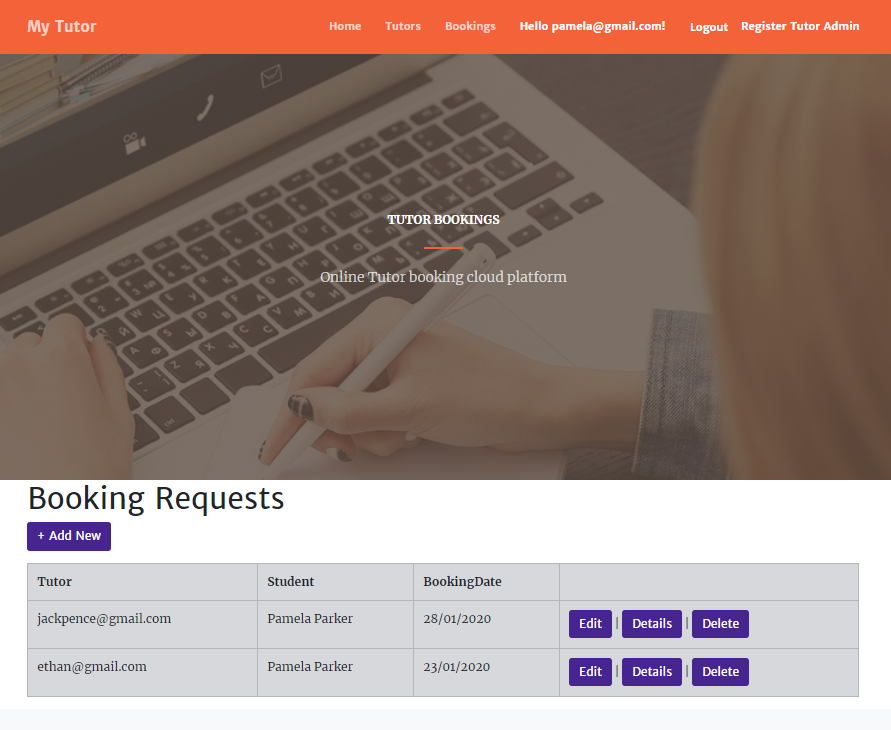 My Tutor Home Tutors Bookings Hello pamela@gmail.com! Logout Register Tutor Admin
TUTOR BOOKINGS
Online Tutor booking cloud platform
Booking Requests
+ Add New
Tutor Student BookingDate
jackpence@gmail.com Pamela Parker 28/01/2020 Edit | Details | Delete
ethan@gmail.com Pamela Parker 23/01/2020 Edit | Details | Delete